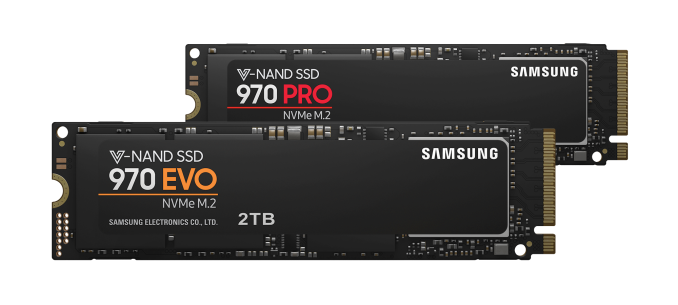 V-NAND SSD
970 PRO
NVMe M.2
SAMSUNG
V-NAND SSD
970 EVO
NVMe M.2
SAMSUNG ELECTRONICS CO., LTD.
2TB
SAMSUNG